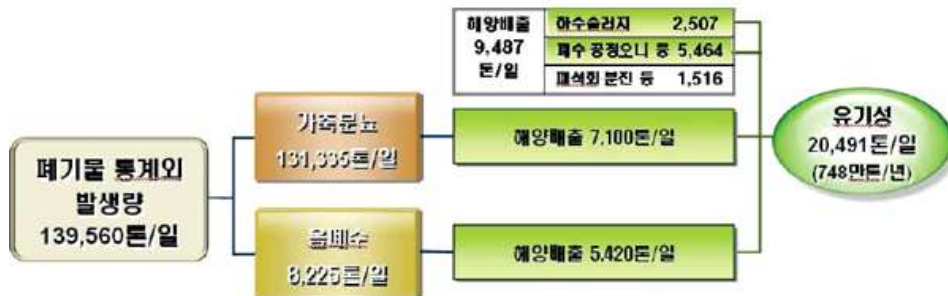 해양배출
9,487
톤/일
하수슬러지 2,507
폐수 공정오니 등 5,464
폐석회 분진 등 1,516
가축분뇨
131,335톤/일
해양배출 7,100톤/일
유기성
20,491톤/일
(748만톤/년)
폐기물 통계외
발생량
139,560톤/일
음폐수
8,225톤/일
해양배출 5,420톤/일